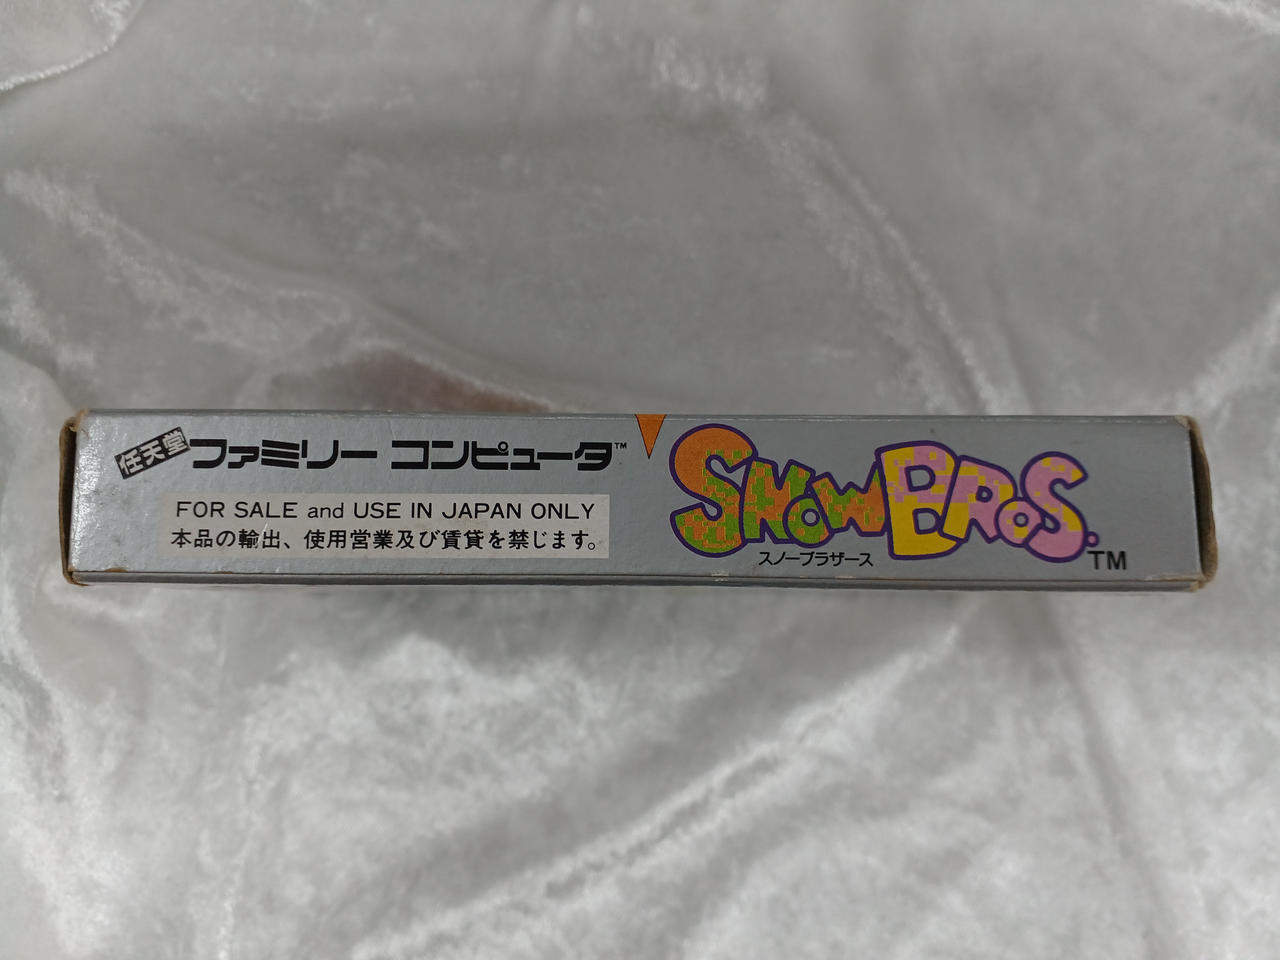 任天堂 ファミリー コンピュータ™
FOR SALE and USE IN JAPAN ONLY
本品の輸出、使用営業及び賃貸を禁じます。
SNOW BROS. TM
スノーブラザース